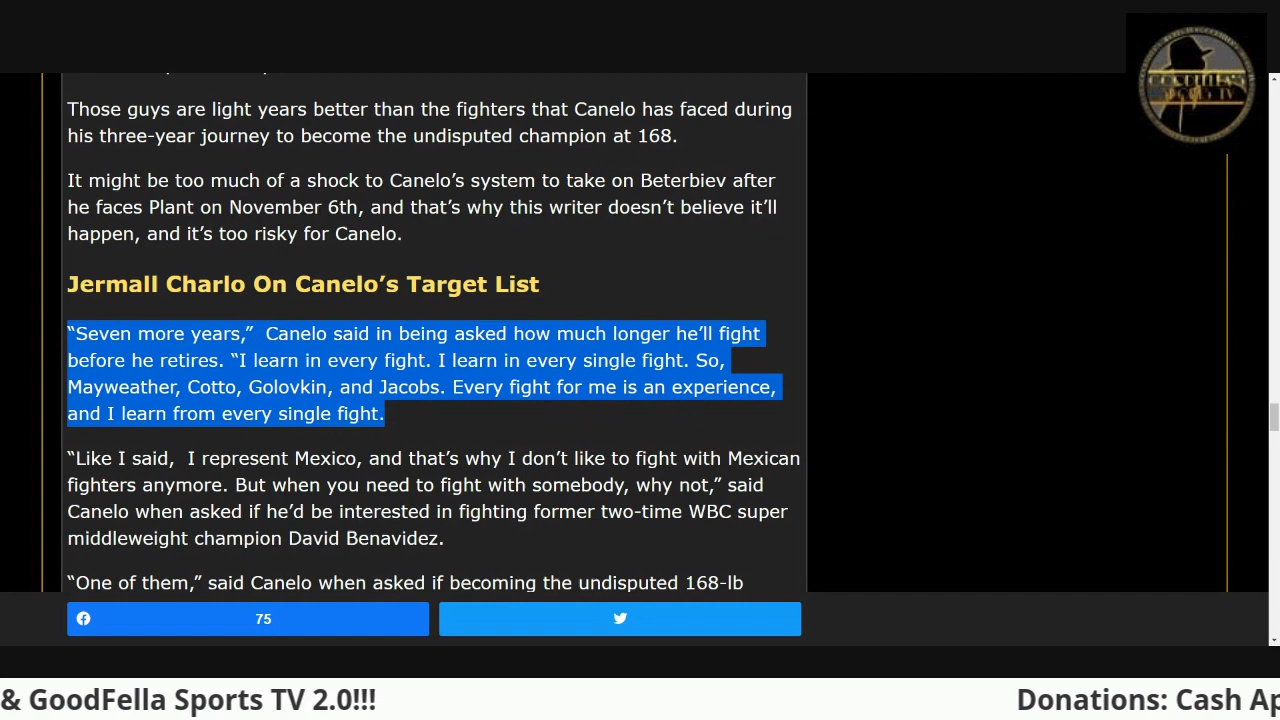 GOODFELLA'S
SPORTS TV
Those guys are light years better than the fighters that Canelo has faced during
his three-year journey to become the undisputed champion at 168.
It might be too much of a shock to Canelo’s system to take on Beterbiev after
he faces Plant on November 6th, and that’s why this writer doesn’t believe it’ll
happen, and it’s too risky for Canelo.
Jermall Charlo On Canelo’s Target List
“Seven more years,”  Canelo said in being asked how much longer he’ll fight
before he retires. “I learn in every fight. I learn in every single fight. So,
Mayweather, Cotto, Golovkin, and Jacobs. Every fight for me is an experience,
and I learn from every single fight.
“Like I said,  I represent Mexico, and that’s why I don’t like to fight with Mexican
fighters anymore. But when you need to fight with somebody, why not,” said
Canelo when asked if he’d be interested in fighting former two-time WBC super
middleweight champion David Benavidez.
“One of them,” said Canelo when asked if becoming the undisputed 168-lb
75
& GoodFella Sports TV 2.0!!!
Donations: Cash Ap